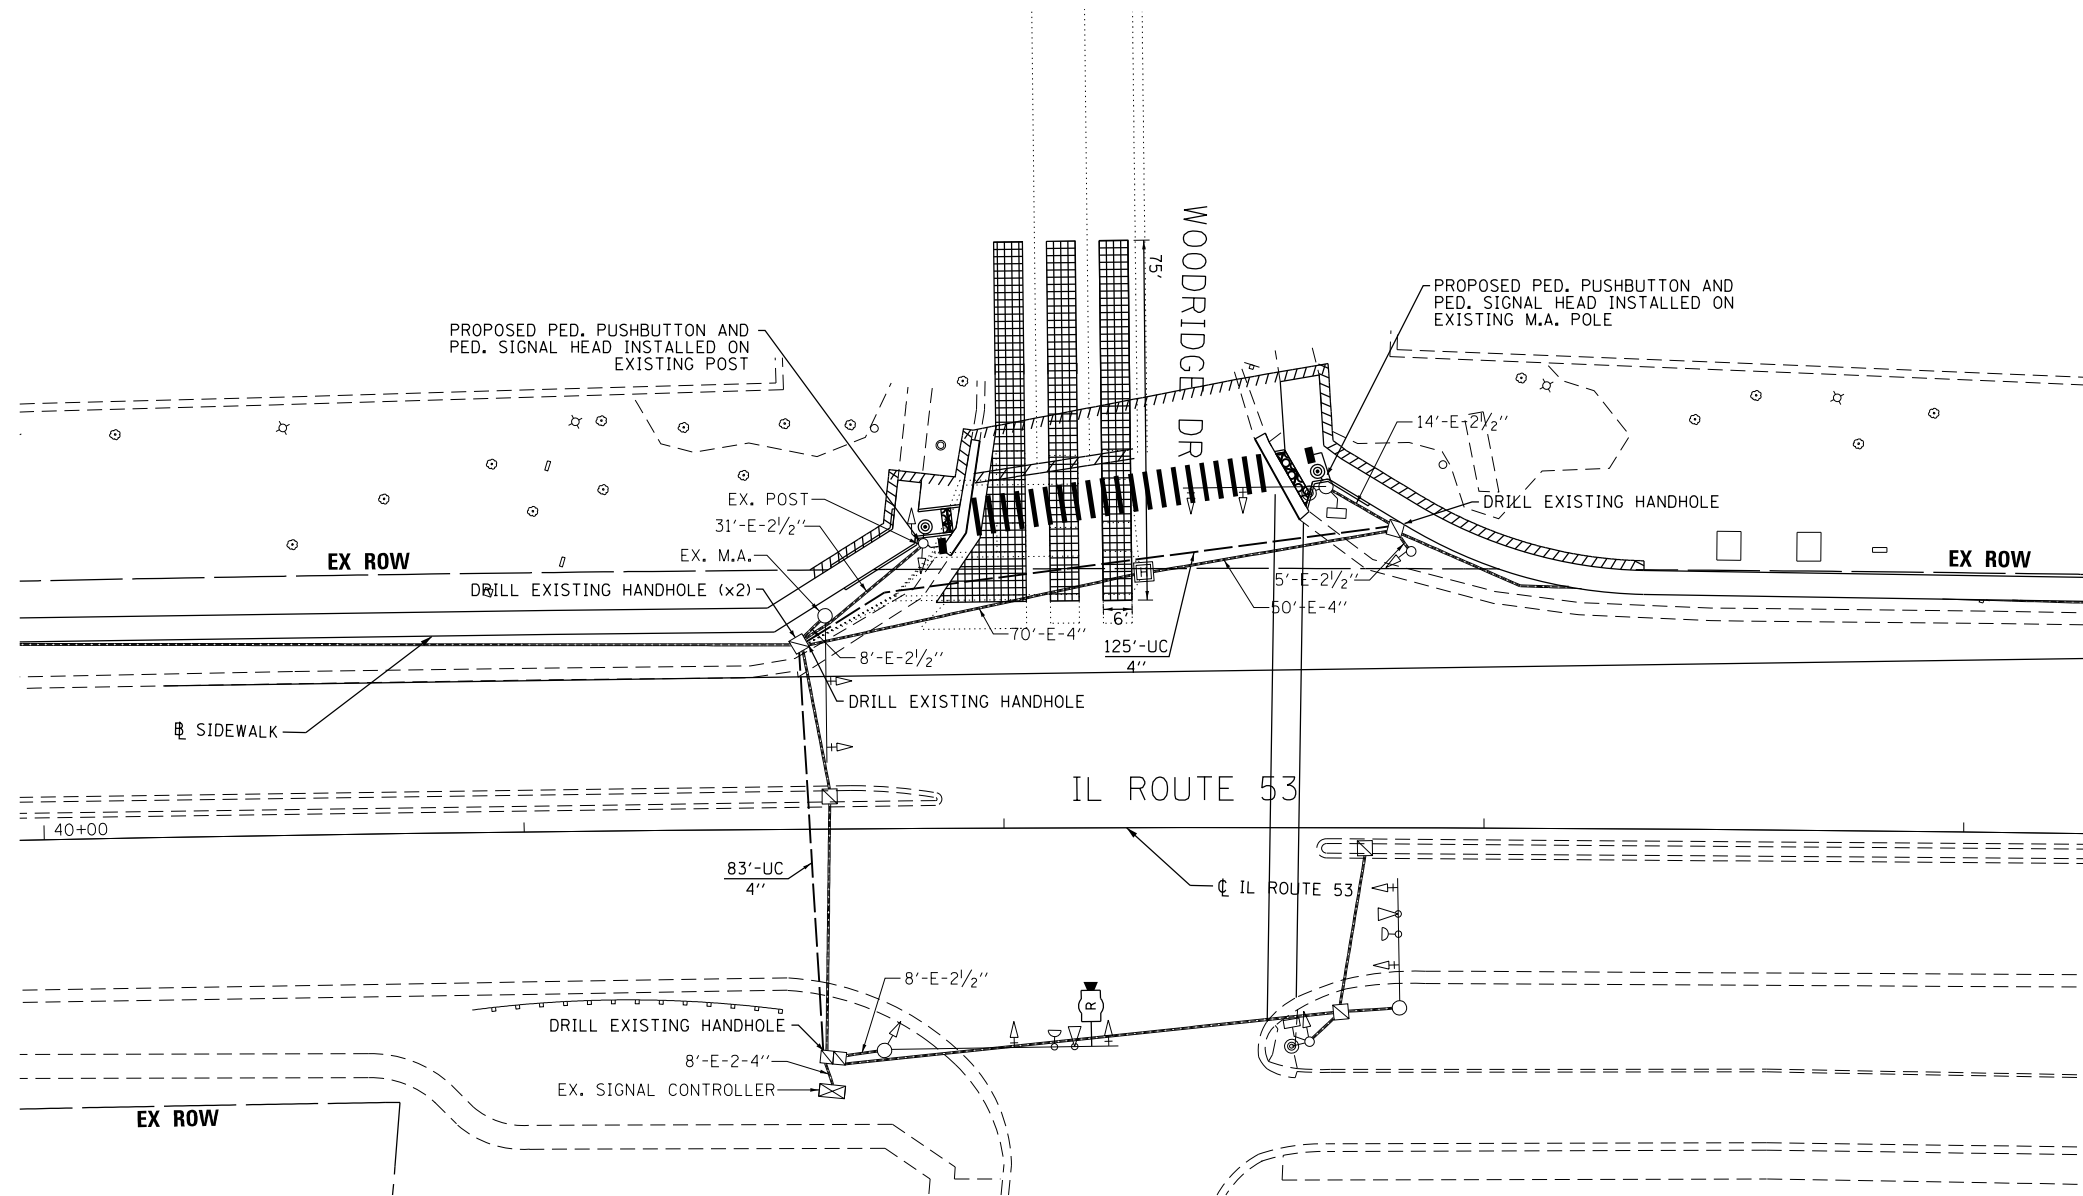 WOODRIDGE DR
75'
PROPOSED PED. PUSHBUTTON AND
PED. SIGNAL HEAD INSTALLED ON
EXISTING M.A. POLE
PROPOSED PED. PUSHBUTTON AND
PED. SIGNAL HEAD INSTALLED ON
EXISTING POST
14'-E-2½''
EX. POST
DRILL EXISTING HANDHOLE
31'-E-2½''
EX. M.A.
EX ROW
EX ROW
DRILL EXISTING HANDHOLE (x2)
5'-E-2½''
50'-E-4''
H
6'
70'-E-4''
125'-UC
4''
8'-E-2½''
DRILL EXISTING HANDHOLE
℄ SIDEWALK
IL ROUTE 53
40+00
83'-UC
4''
℄ IL ROUTE 53
8'-E-2½''
R
DRILL EXISTING HANDHOLE
8'-E-2-4''
EX. SIGNAL CONTROLLER
EX ROW